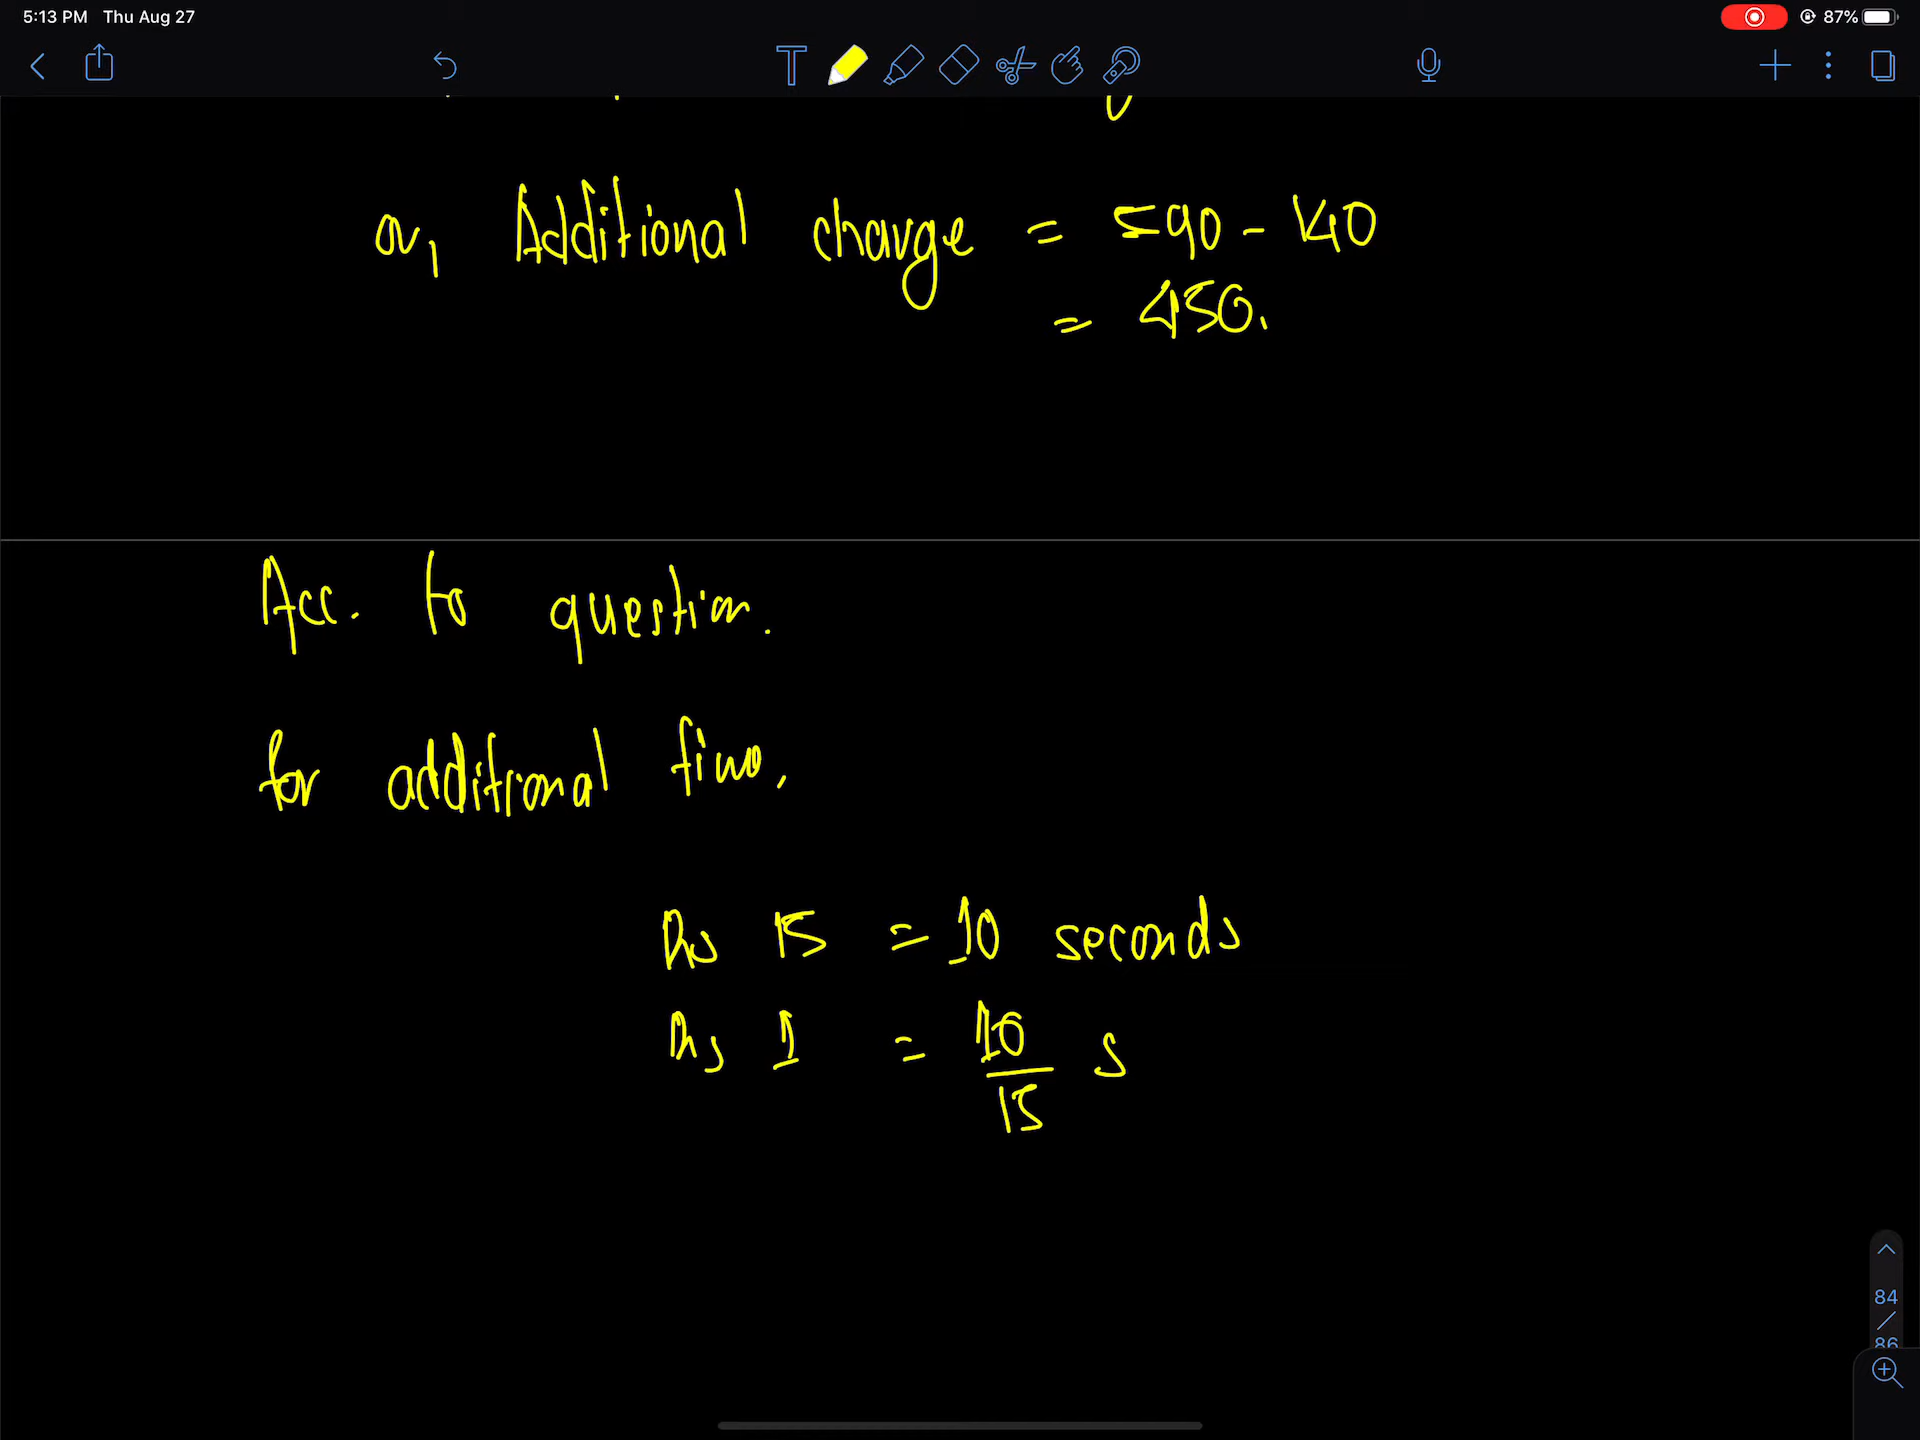 5:13 PM Thu Aug 27
87%
T
or, Additional charge = 590 - 140
= 450.
Acc. to question.
for additional time,
Rs 15 = 10 seconds
Rs 1 = 10/15 s
84
/
86